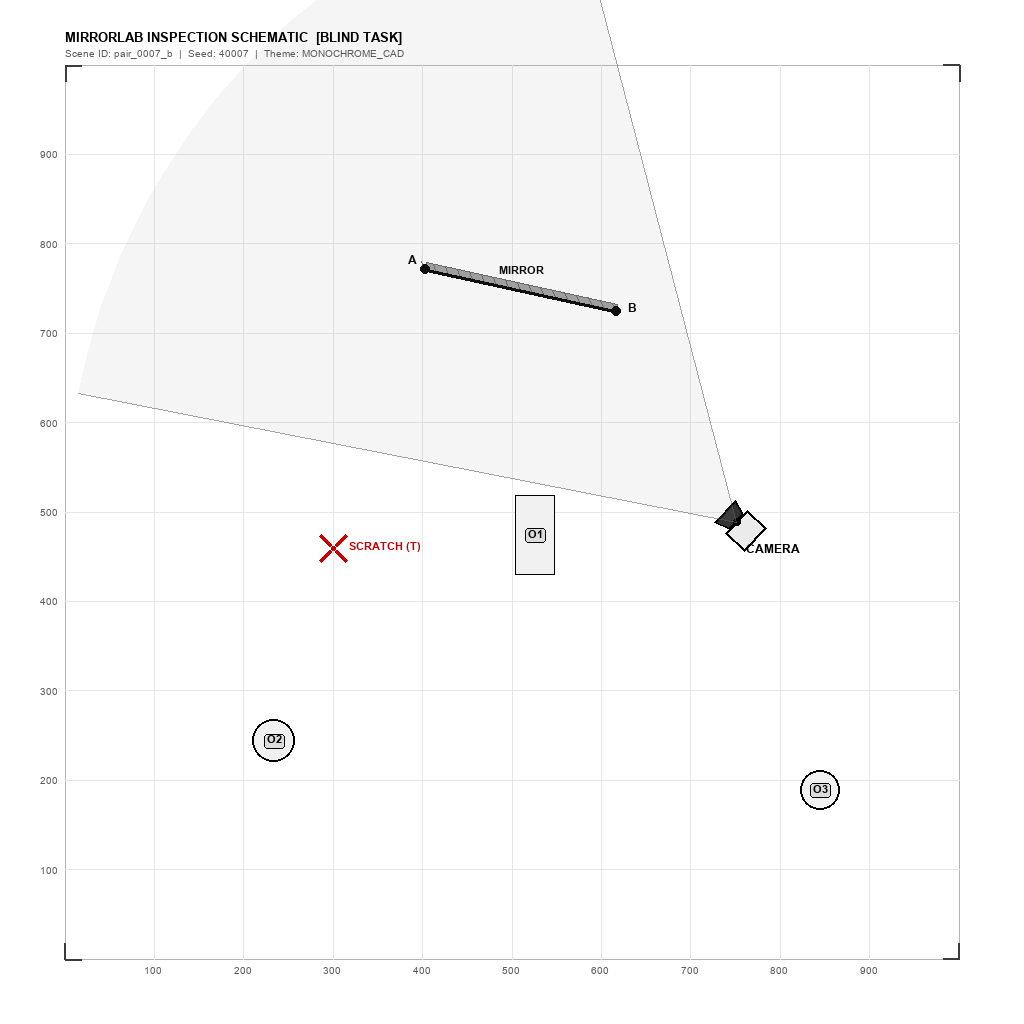 MIRRORLAB INSPECTION SCHEMATIC [BLIND TASK]
Scene ID: pair_0007_b | Seed: 40007 | Theme: MONOCHROME_CAD
900
800
700
600
500
400
300
200
100
A
MIRROR
B
O1
SCRATCH (T)
CAMERA
O2
O3
100
200
300
400
500
600
700
800
900